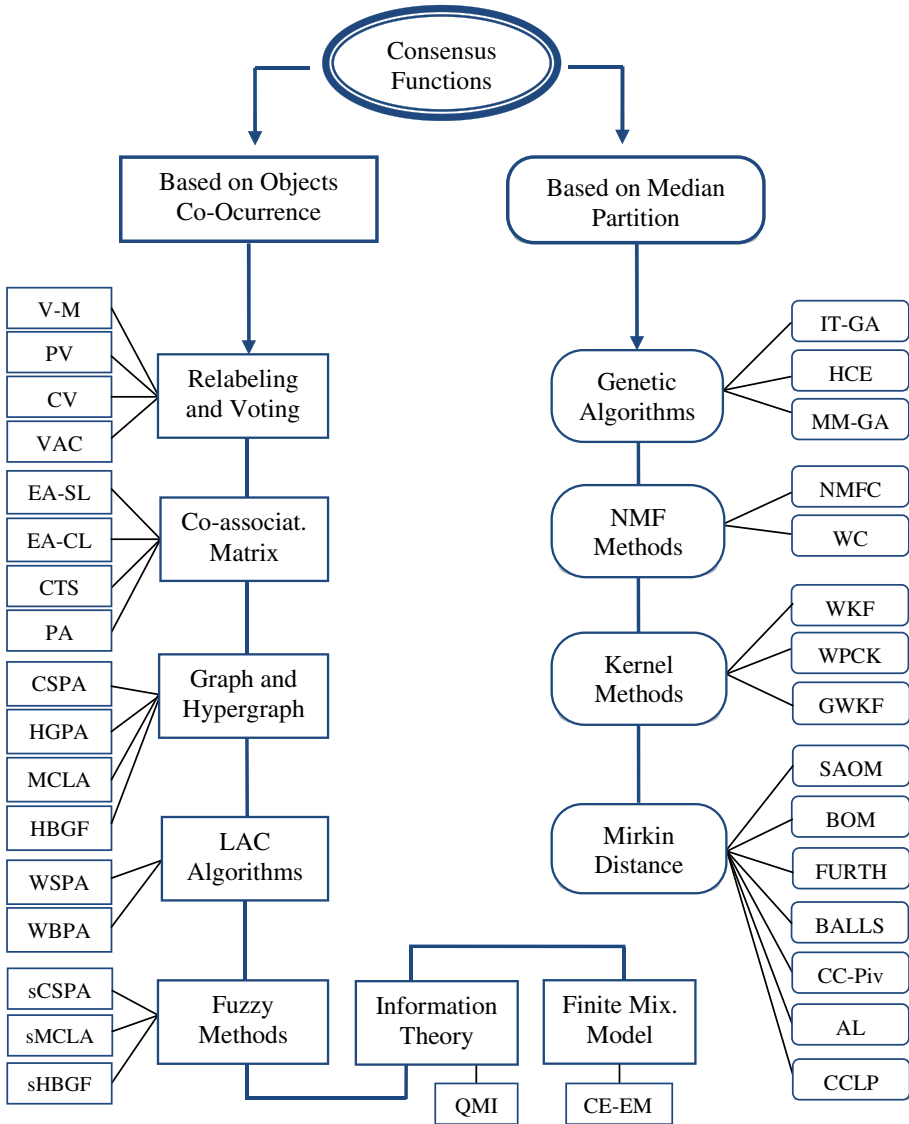 Consensus
Functions
Based on Objects
Co-Ocurrence
Based on Median
Partition
V-M
PV
CV
VAC
Relabeling
and Voting
EA-SL
EA-CL
CTS
PA
Co-associat.
Matrix
CSPA
HGPA
MCLA
HBGF
Graph and
Hypergraph
WSPA
WBPA
LAC
Algorithms
sCSPA
sMCLA
sHBGF
Fuzzy
Methods
Information
Theory
QMI
Finite Mix.
Model
CE-EM
Genetic
Algorithms
IT-GA
HCE
MM-GA
NMF
Methods
NMFC
WC
Kernel
Methods
WKF
WPCK
GWKF
Mirkin
Distance
SAOM
BOM
FURTH
BALLS
CC-Piv
AL
CCLP